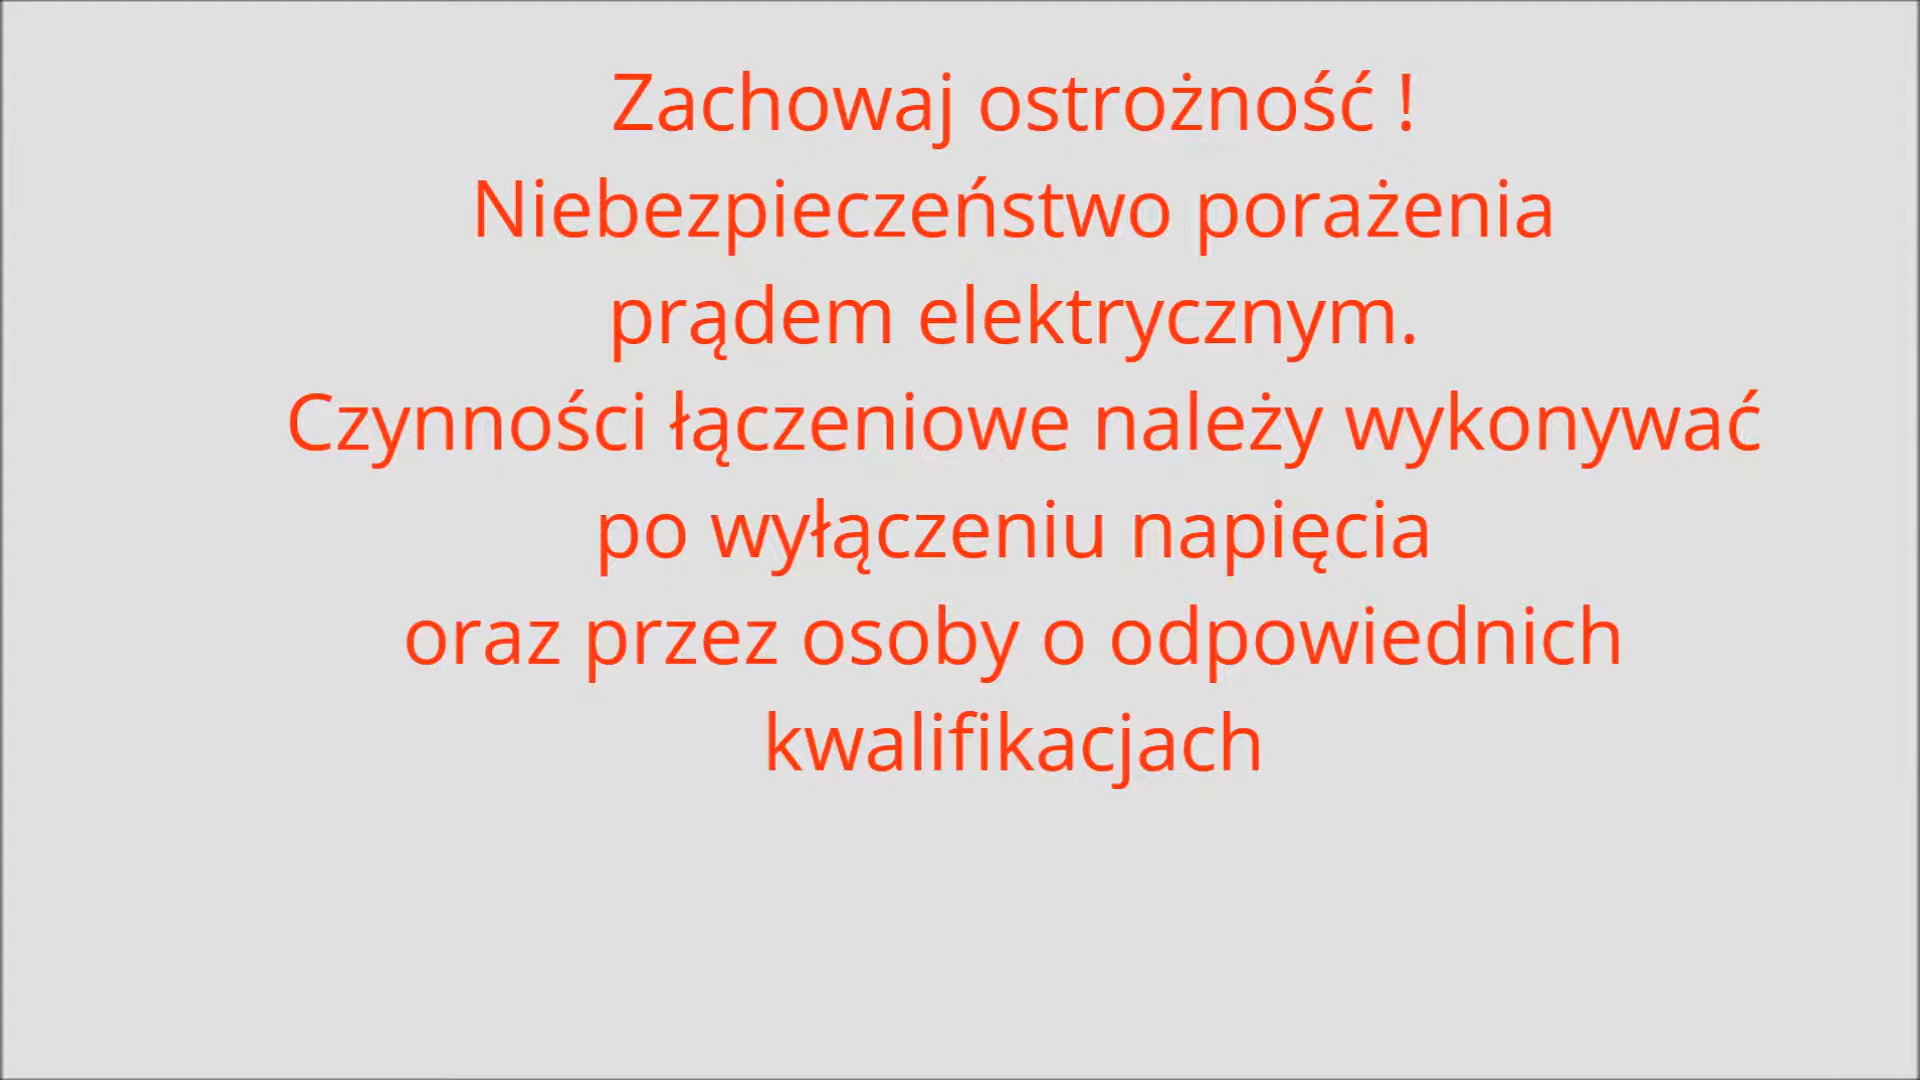 Zachowaj ostrożność !
Niebezpieczeństwo porażenia
prądem elektrycznym.
Czynności łączeniowe należy wykonywać
po wyłączeniu napięcia
oraz przez osoby o odpowiednich
kwalifikacjach